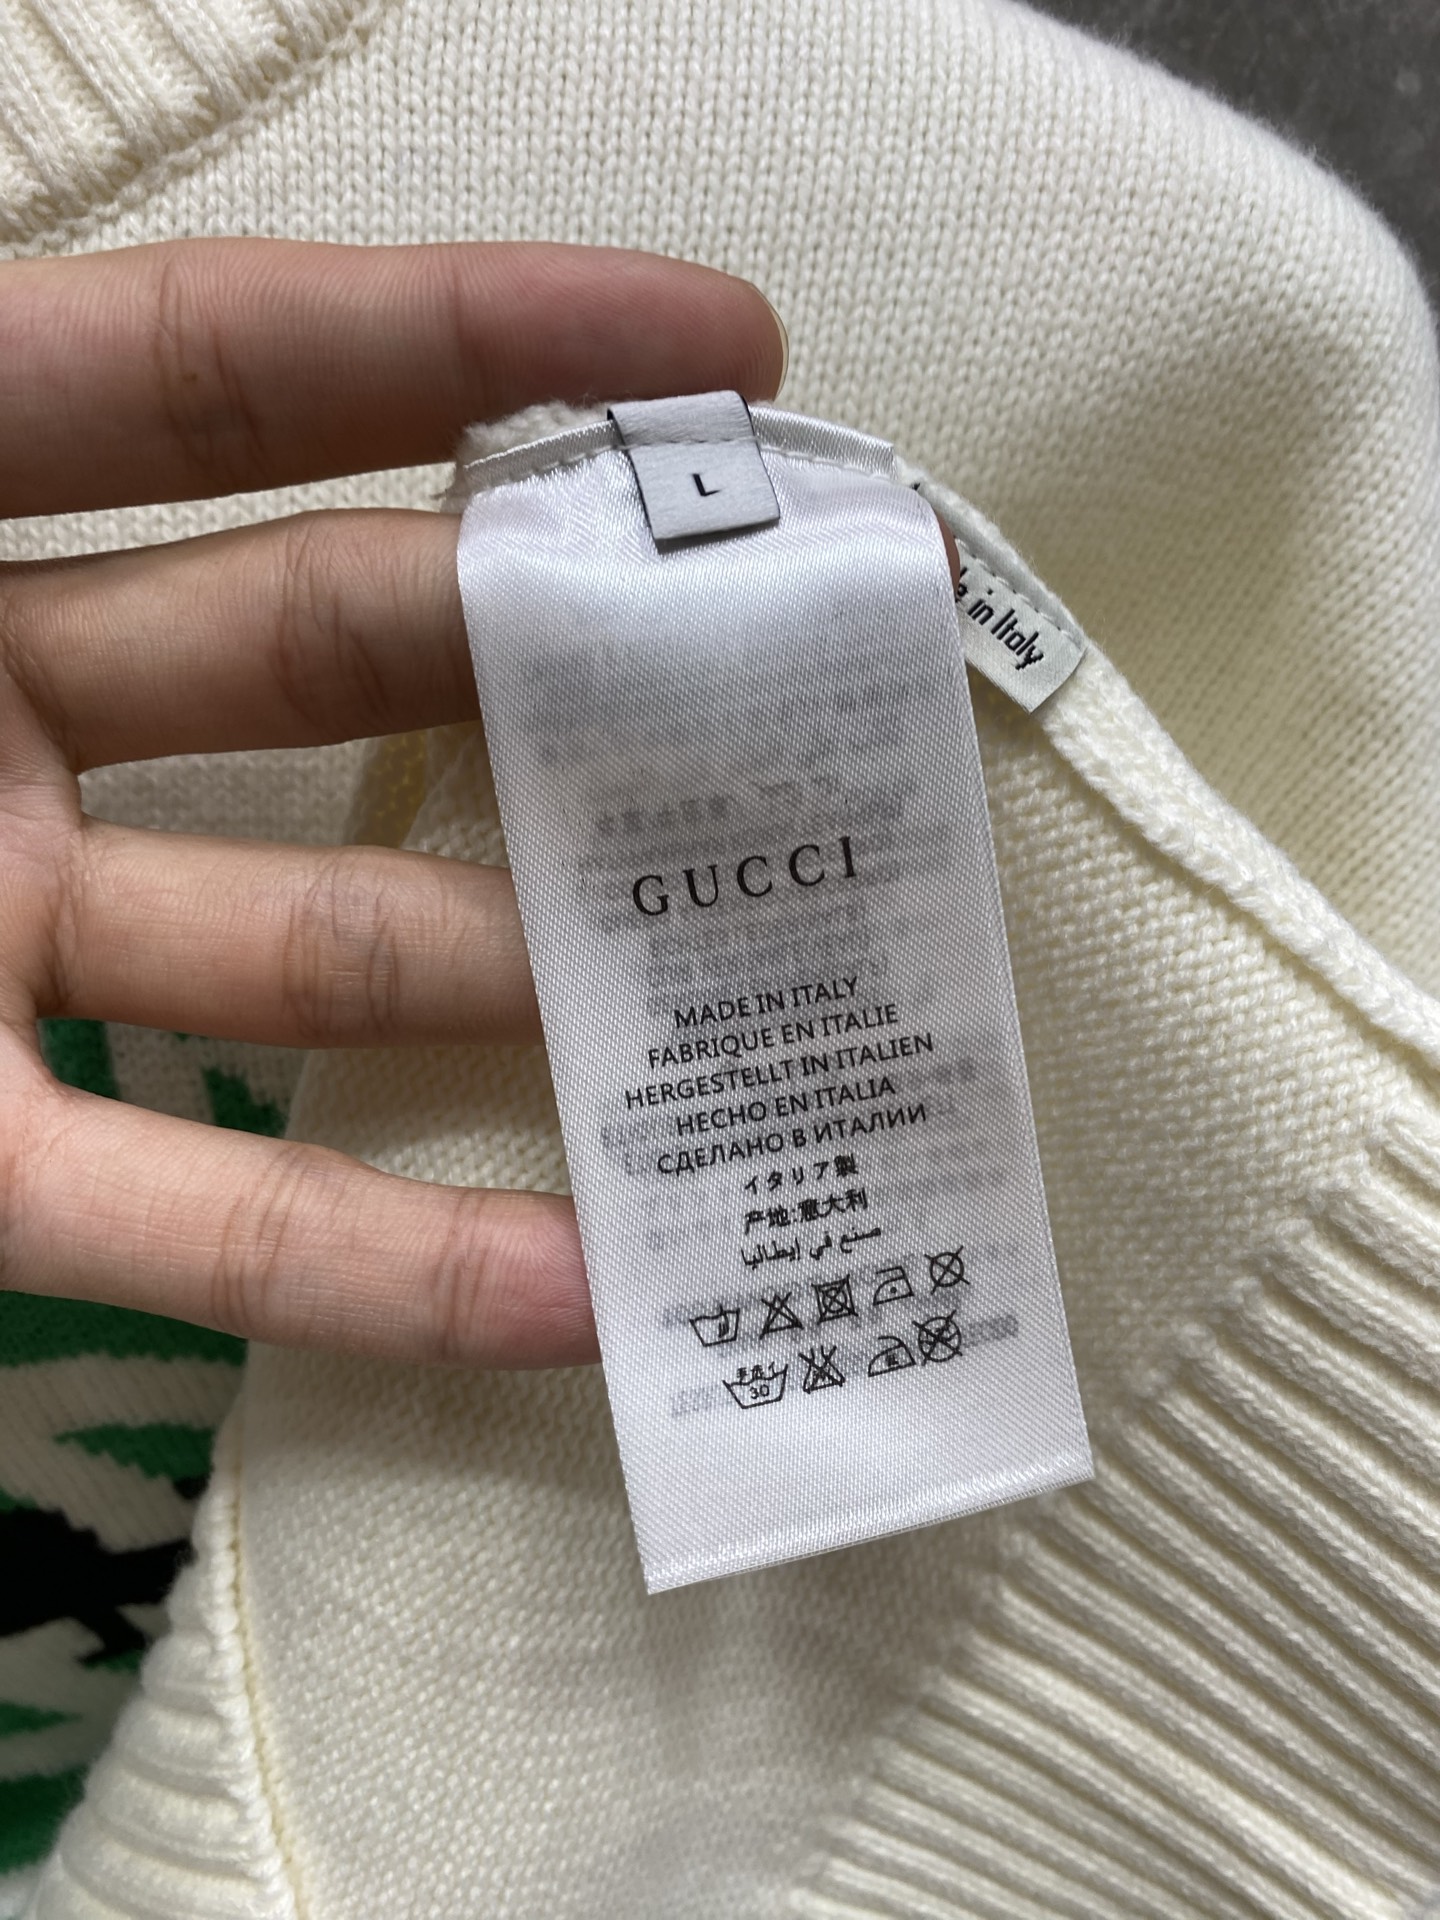 L
in Italy
GUCCI
MADE IN ITALY
FABRIQUE EN ITALIE
HERGESTELLT IN ITALIEN
HECHO EN ITALIA
СДЕЛАНО В ИТАЛИИ
イタリア製
产地:意大利
صنع في إيطاليا
30